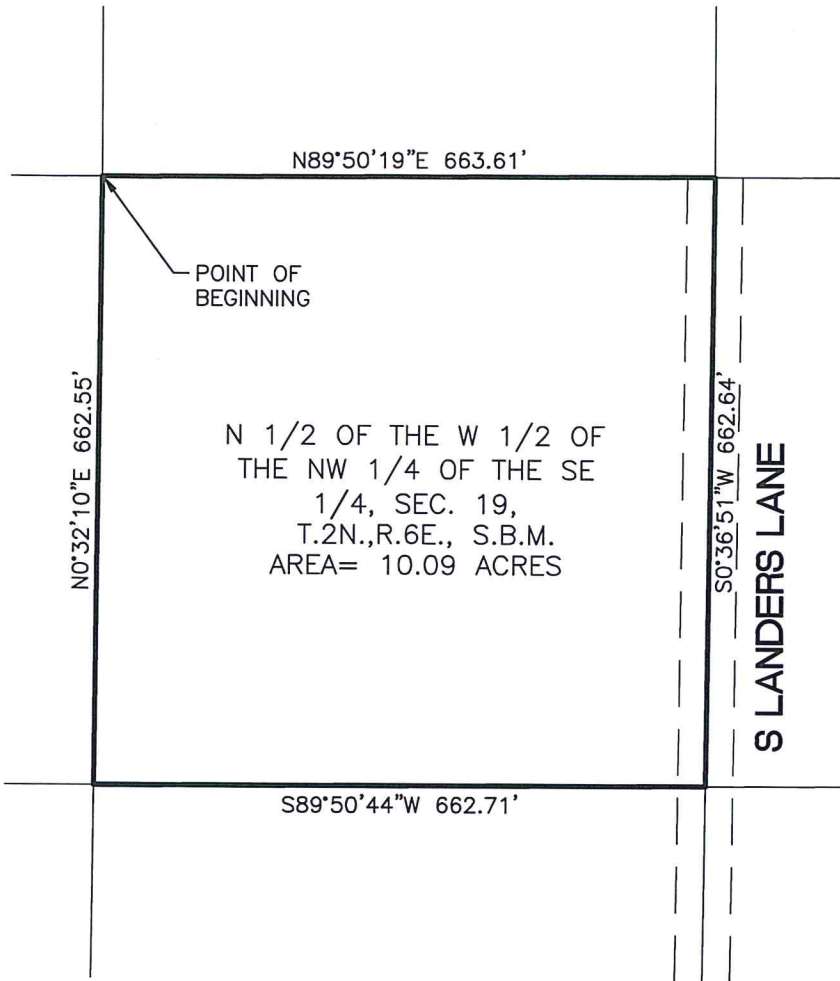 N89°50'19"E 663.61'
POINT OF
BEGINNING
N0°32'10"E 662.55'
N 1/2 OF THE W 1/2 OF
THE NW 1/4 OF THE SE
1/4, SEC. 19,
T.2N.,R.6E., S.B.M.
AREA= 10.09 ACRES
S0°36'51"W 662.64'
S LANDERS LANE
S89°50'44"W 662.71'